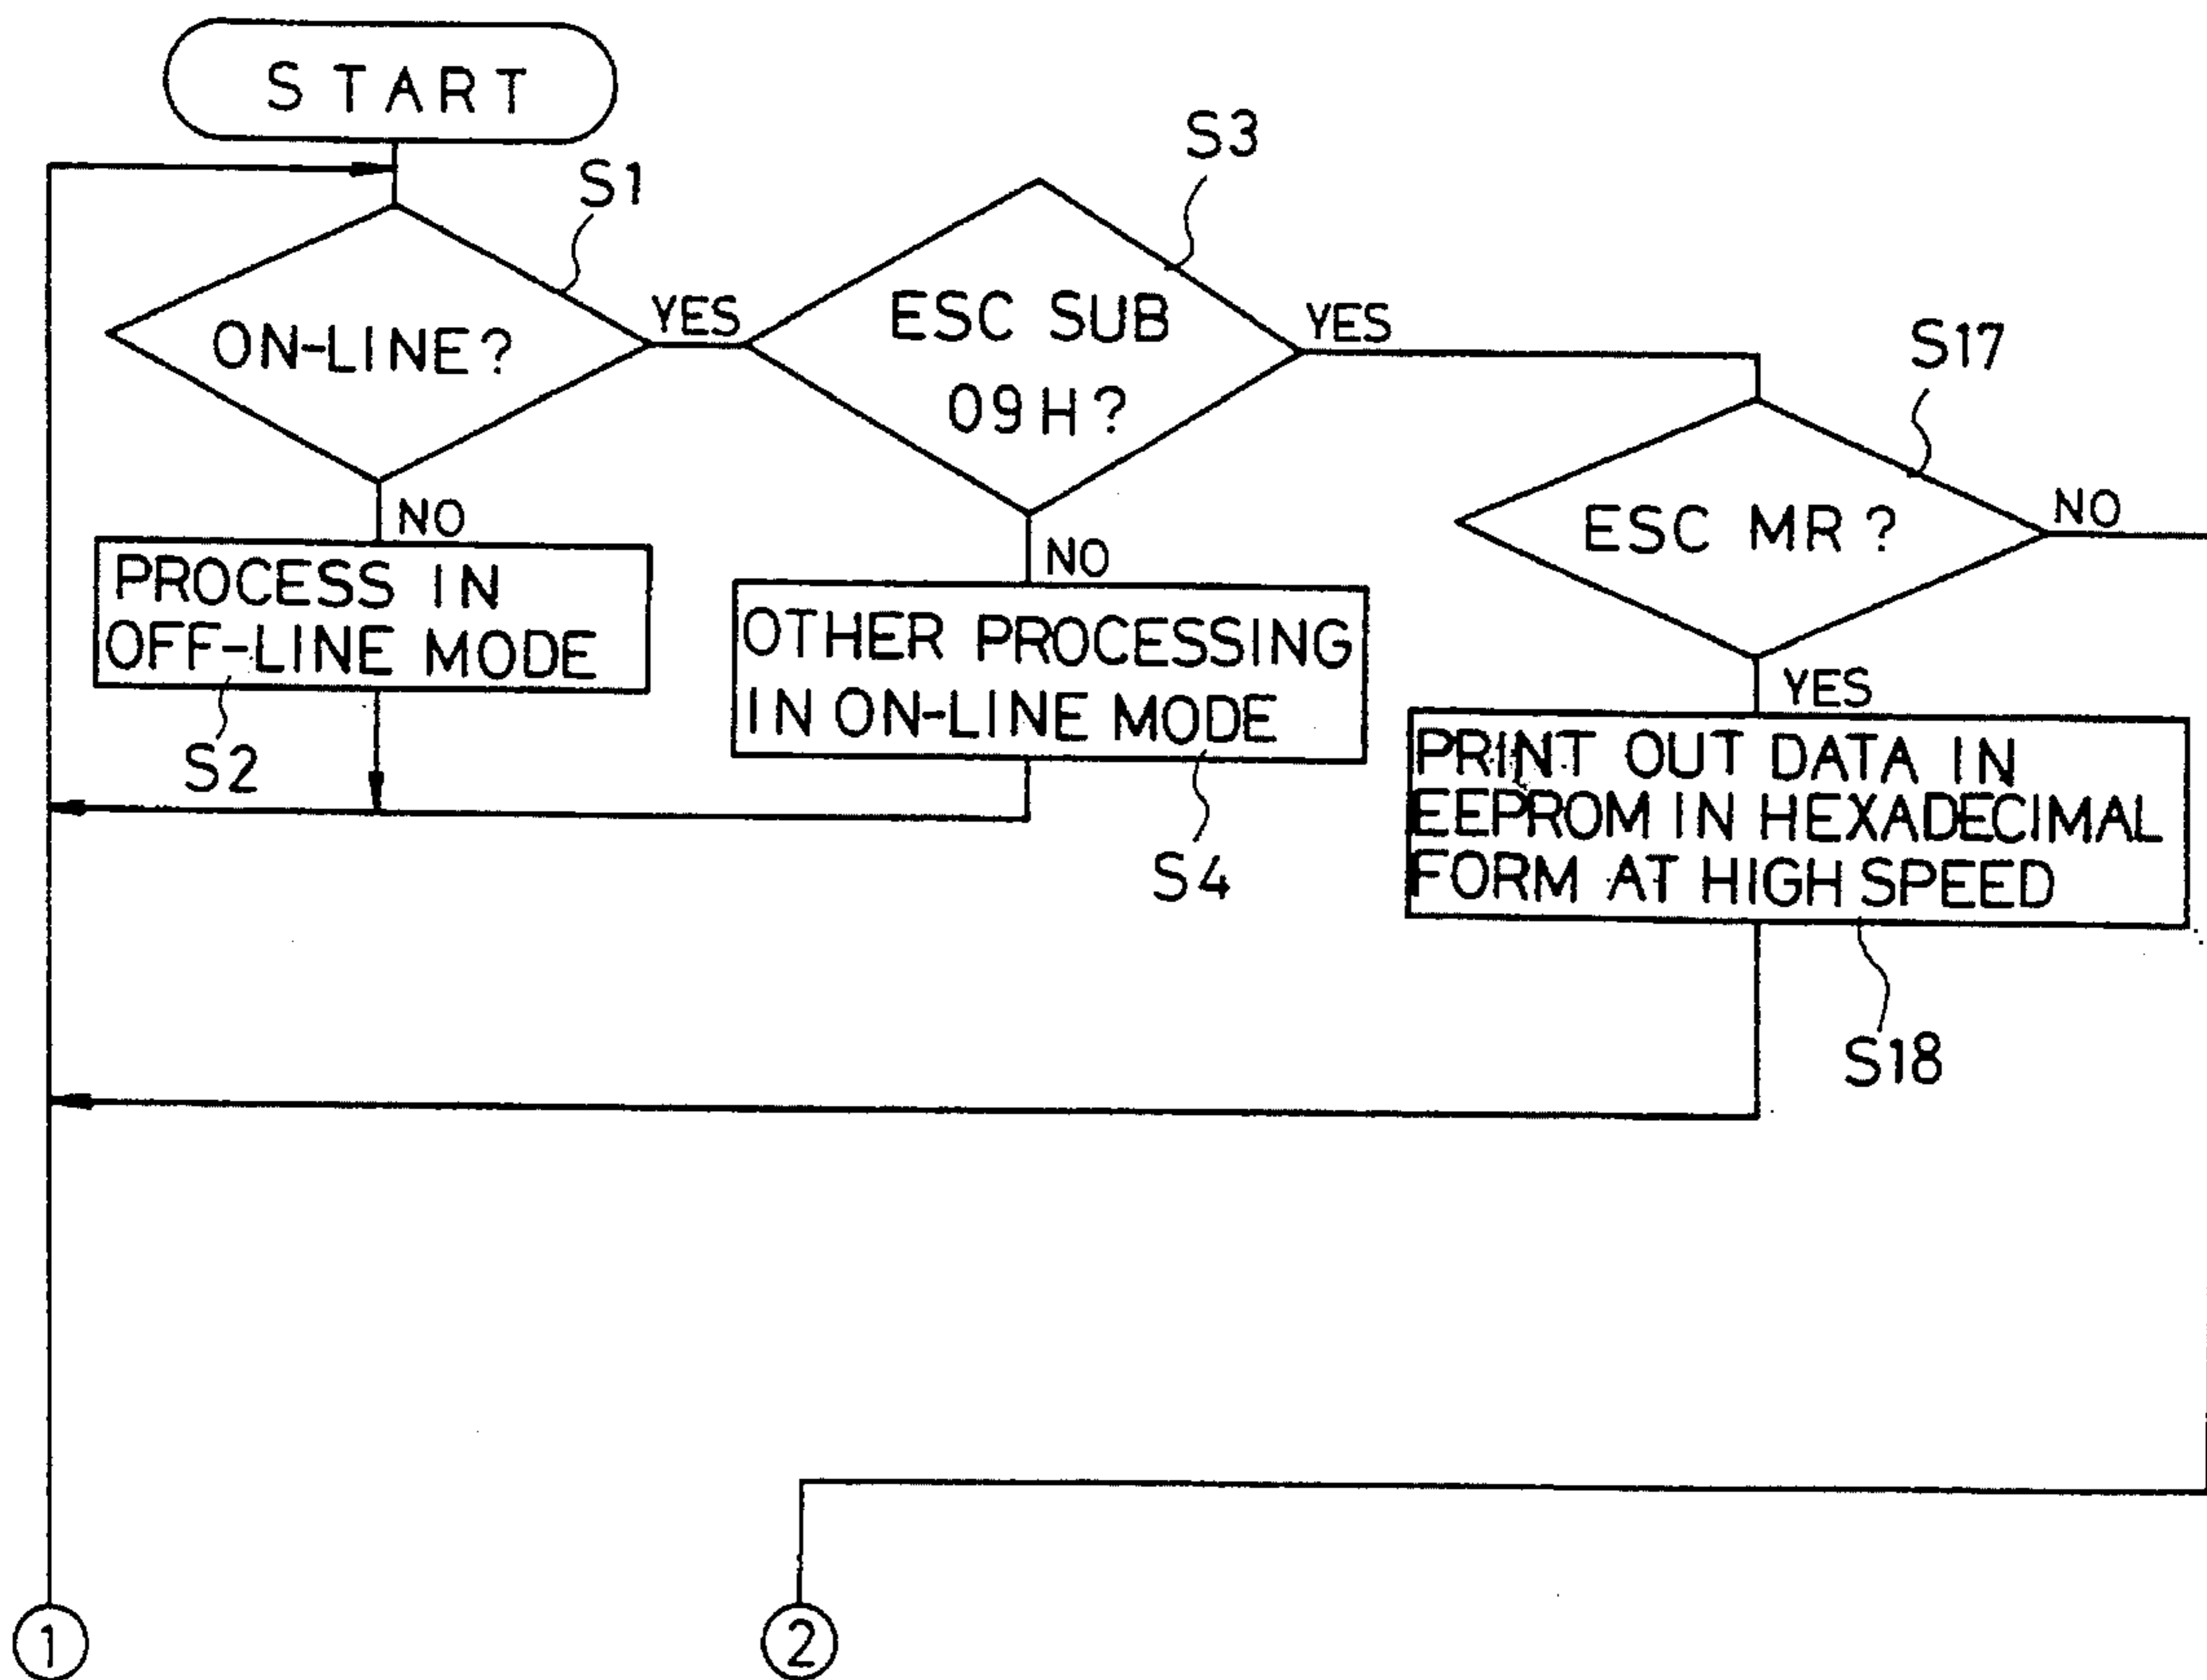 START
S1
ON-LINE?
YES
NO
PROCESS IN
OFF-LINE MODE
S2
S3
ESC SUB
09H?
YES
NO
OTHER PROCESSING
IN ON-LINE MODE
S4
S17
ESC MR?
NO
YES
PRINT OUT DATA IN
EEPROM IN HEXADECIMAL
FORM AT HIGH SPEED
S18
1
2